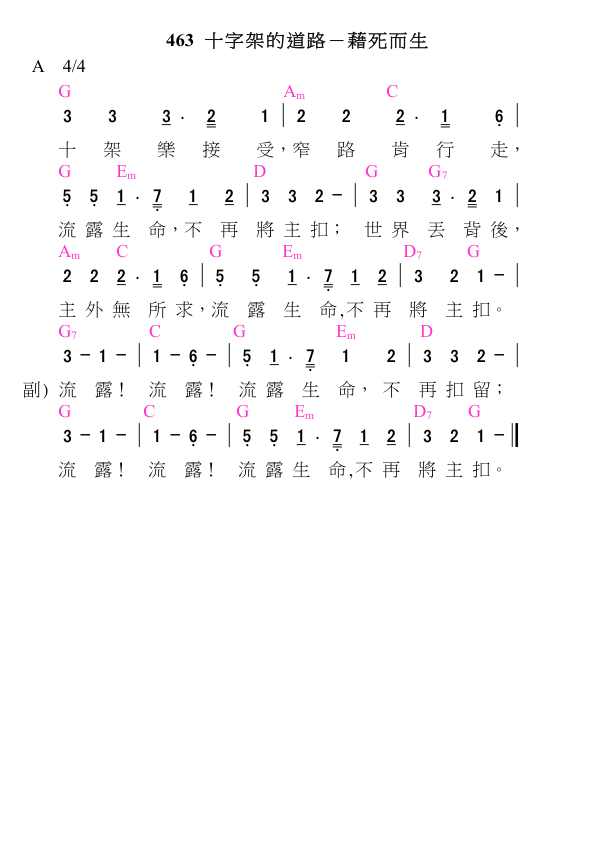 463 十字架的道路－藉死而生
A 4/4
G Am C
3 3 3 · 2 1 | 2 2 2 · 1 6 |
十 架 樂 接 受，窄 路 肯 行 走，
G Em D G G7
5 5 1 · 7 1 2 | 3 3 2 － | 3 3 3 · 2 1 |
流 露 生 命，不 再 將 主 扣； 世 界 丟 背 後，
Am C G Em D7 G
2 2 2 · 1 6 | 5 5 1 · 7 1 2 | 3 2 1 － |
主 外 無 所 求，流 露 生 命,不 再 將 主 扣。
G7 C G Em D
3 － 1 － | 1 － 6 － | 5 1 · 7 1 2 | 3 3 2 － |
副) 流 露！ 流 露！ 流 露 生 命， 不 再 扣 留；
G C G Em D7 G
3 － 1 － | 1 － 6 － | 5 5 1 · 7 1 2 | 3 2 1 － ‖
流 露！ 流 露！ 流 露 生 命,不 再 將 主 扣。